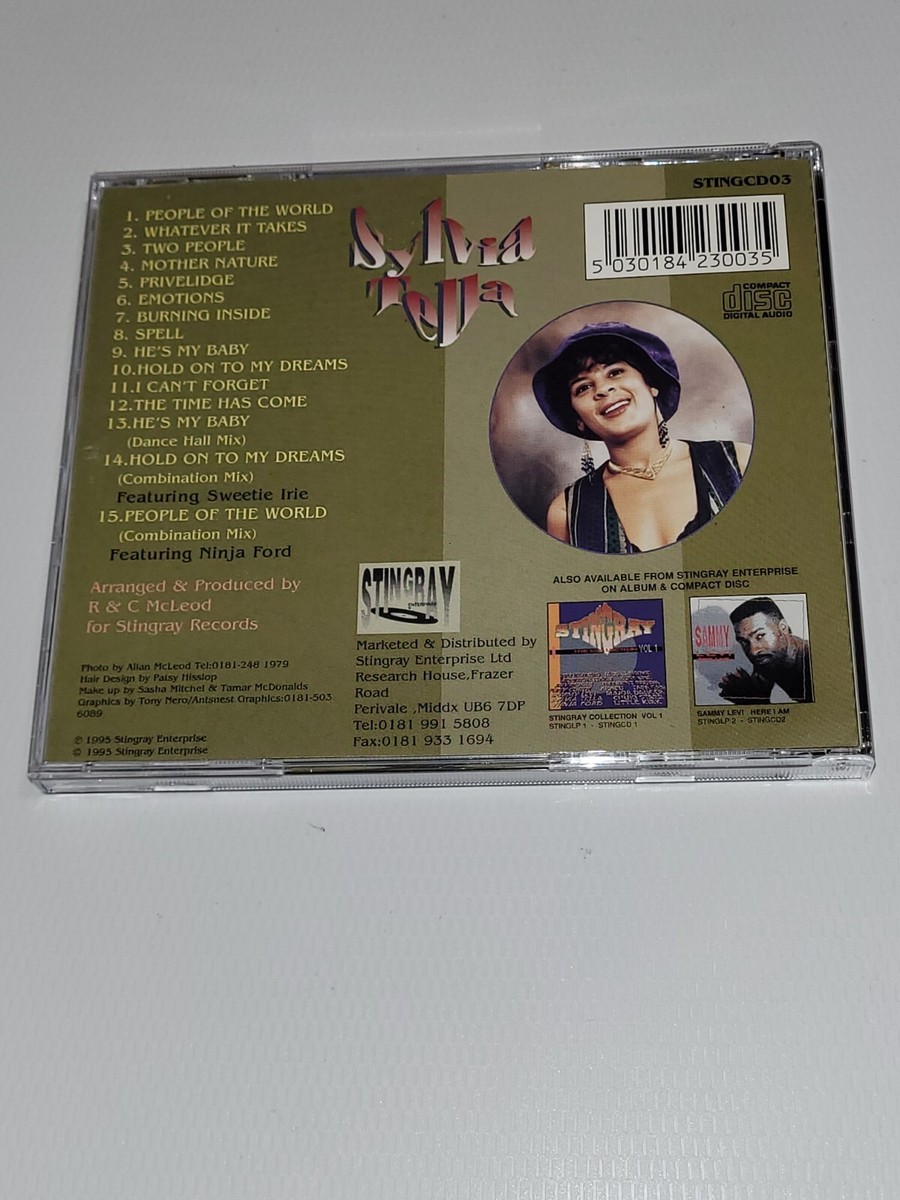 1. PEOPLE OF THE WORLD
2. WHATEVER IT TAKES
3. TWO PEOPLE
4. MOTHER NATURE
5. PRIVELIDGE
6. EMOTIONS
7. BURNING INSIDE
8. SPELL
9. HE'S MY BABY
10.HOLD ON TO MY DREAMS
11.I CAN'T FORGET
12.THE TIME HAS COME
13.HE'S MY BABY
(Dance Hall Mix)
14.HOLD ON TO MY DREAMS
(Combination Mix)
Featuring Sweetie Irie
15.PEOPLE OF THE WORLD
(Combination Mix)
Featuring Ninja Ford
Arranged & Produced by
R & C McLeod
for Stingray Records
Photo by Allan McLeod Tel:0181-248 1979
Hair Design by Patsy Hisslop
Make up by Sasha Mitchel & Tamar McDonalds
Graphics by Tony Nero/Antsnest Graphics:0181-503
6089
℗ 1995 Stingray Enterprise
© 1995 Stingray Enterprise
Sylvia
Tella
STINGRAY
ENTERPRISE
Marketed & Distributed by
Stingray Enterprise Ltd
Research House,Frazer
Road
Perivale ,Middx UB6 7DP
Tel:0181 991 5808
Fax:0181 933 1694
STINGCD03
5 030184 230035
COMPACT
disc
DIGITAL AUDIO
ALSO AVAILABLE FROM STINGRAY ENTERPRISE
ON ALBUM & COMPACT DISC
STINGRAY
VOL 1
STINGRAY COLLECTION VOL 1
STINGLP 1 - STINGCD 1
SAMMY
SAMMY LEVI HERE I AM
STINGLP 2 - STINGCD2